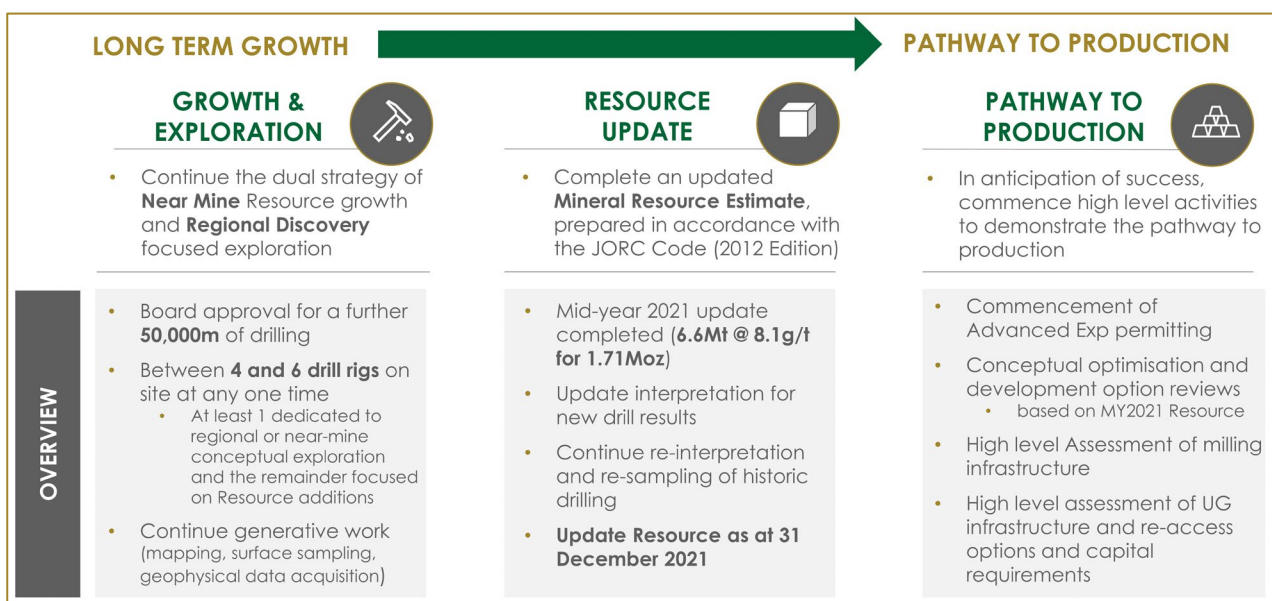 LONG TERM GROWTH
PATHWAY TO PRODUCTION
GROWTH &
EXPLORATION
• Continue the dual strategy of
Near Mine Resource growth
and Regional Discovery
focused exploration
RESOURCE
UPDATE
• Complete an updated
Mineral Resource Estimate,
prepared in accordance with
the JORC Code (2012 Edition)
PATHWAY TO
PRODUCTION
• In anticipation of success,
commence high level activities
to demonstrate the pathway to
production
OVERVIEW
• Board approval for a further
50,000m of drilling
• Between 4 and 6 drill rigs on
site at any one time
• At least 1 dedicated to
regional or near-mine
conceptual exploration
and the remainder focused
on Resource additions
• Continue generative work
(mapping, surface sampling,
geophysical data acquisition)
• Mid-year 2021 update
completed (6.6Mt @ 8.1g/t
for 1.71Moz)
• Update interpretation for
new drill results
• Continue re-interpretation
and re-sampling of historic
drilling
• Update Resource as at 31
December 2021
• Commencement of
Advanced Exp permitting
• Conceptual optimisation and
development option reviews
• based on MY2021 Resource
• High level Assessment of milling
infrastructure
• High level assessment of UG
infrastructure and re-access
options and capital
requirements